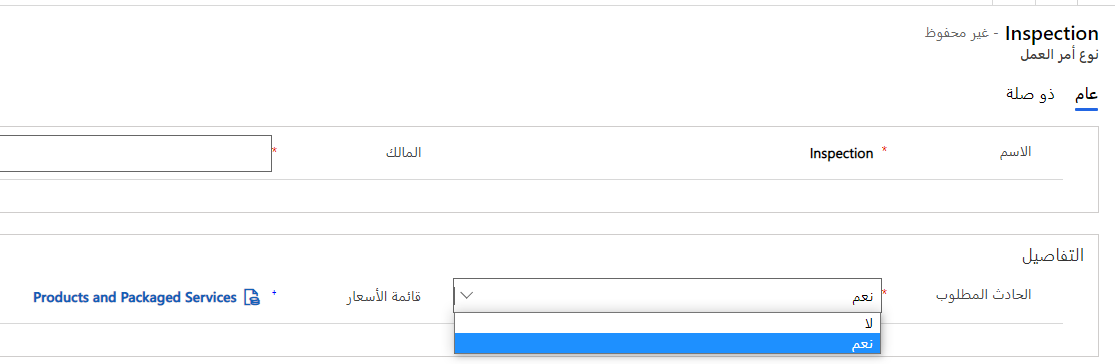 Inspection - غير محفوظ
نوع أمر العمل
عام ذو صلة
الاسم * Inspection المالك *
التفاصيل
الحادث المطلوب * نعم قائمة الأسعار + Products and Packaged Services
لا
نعم